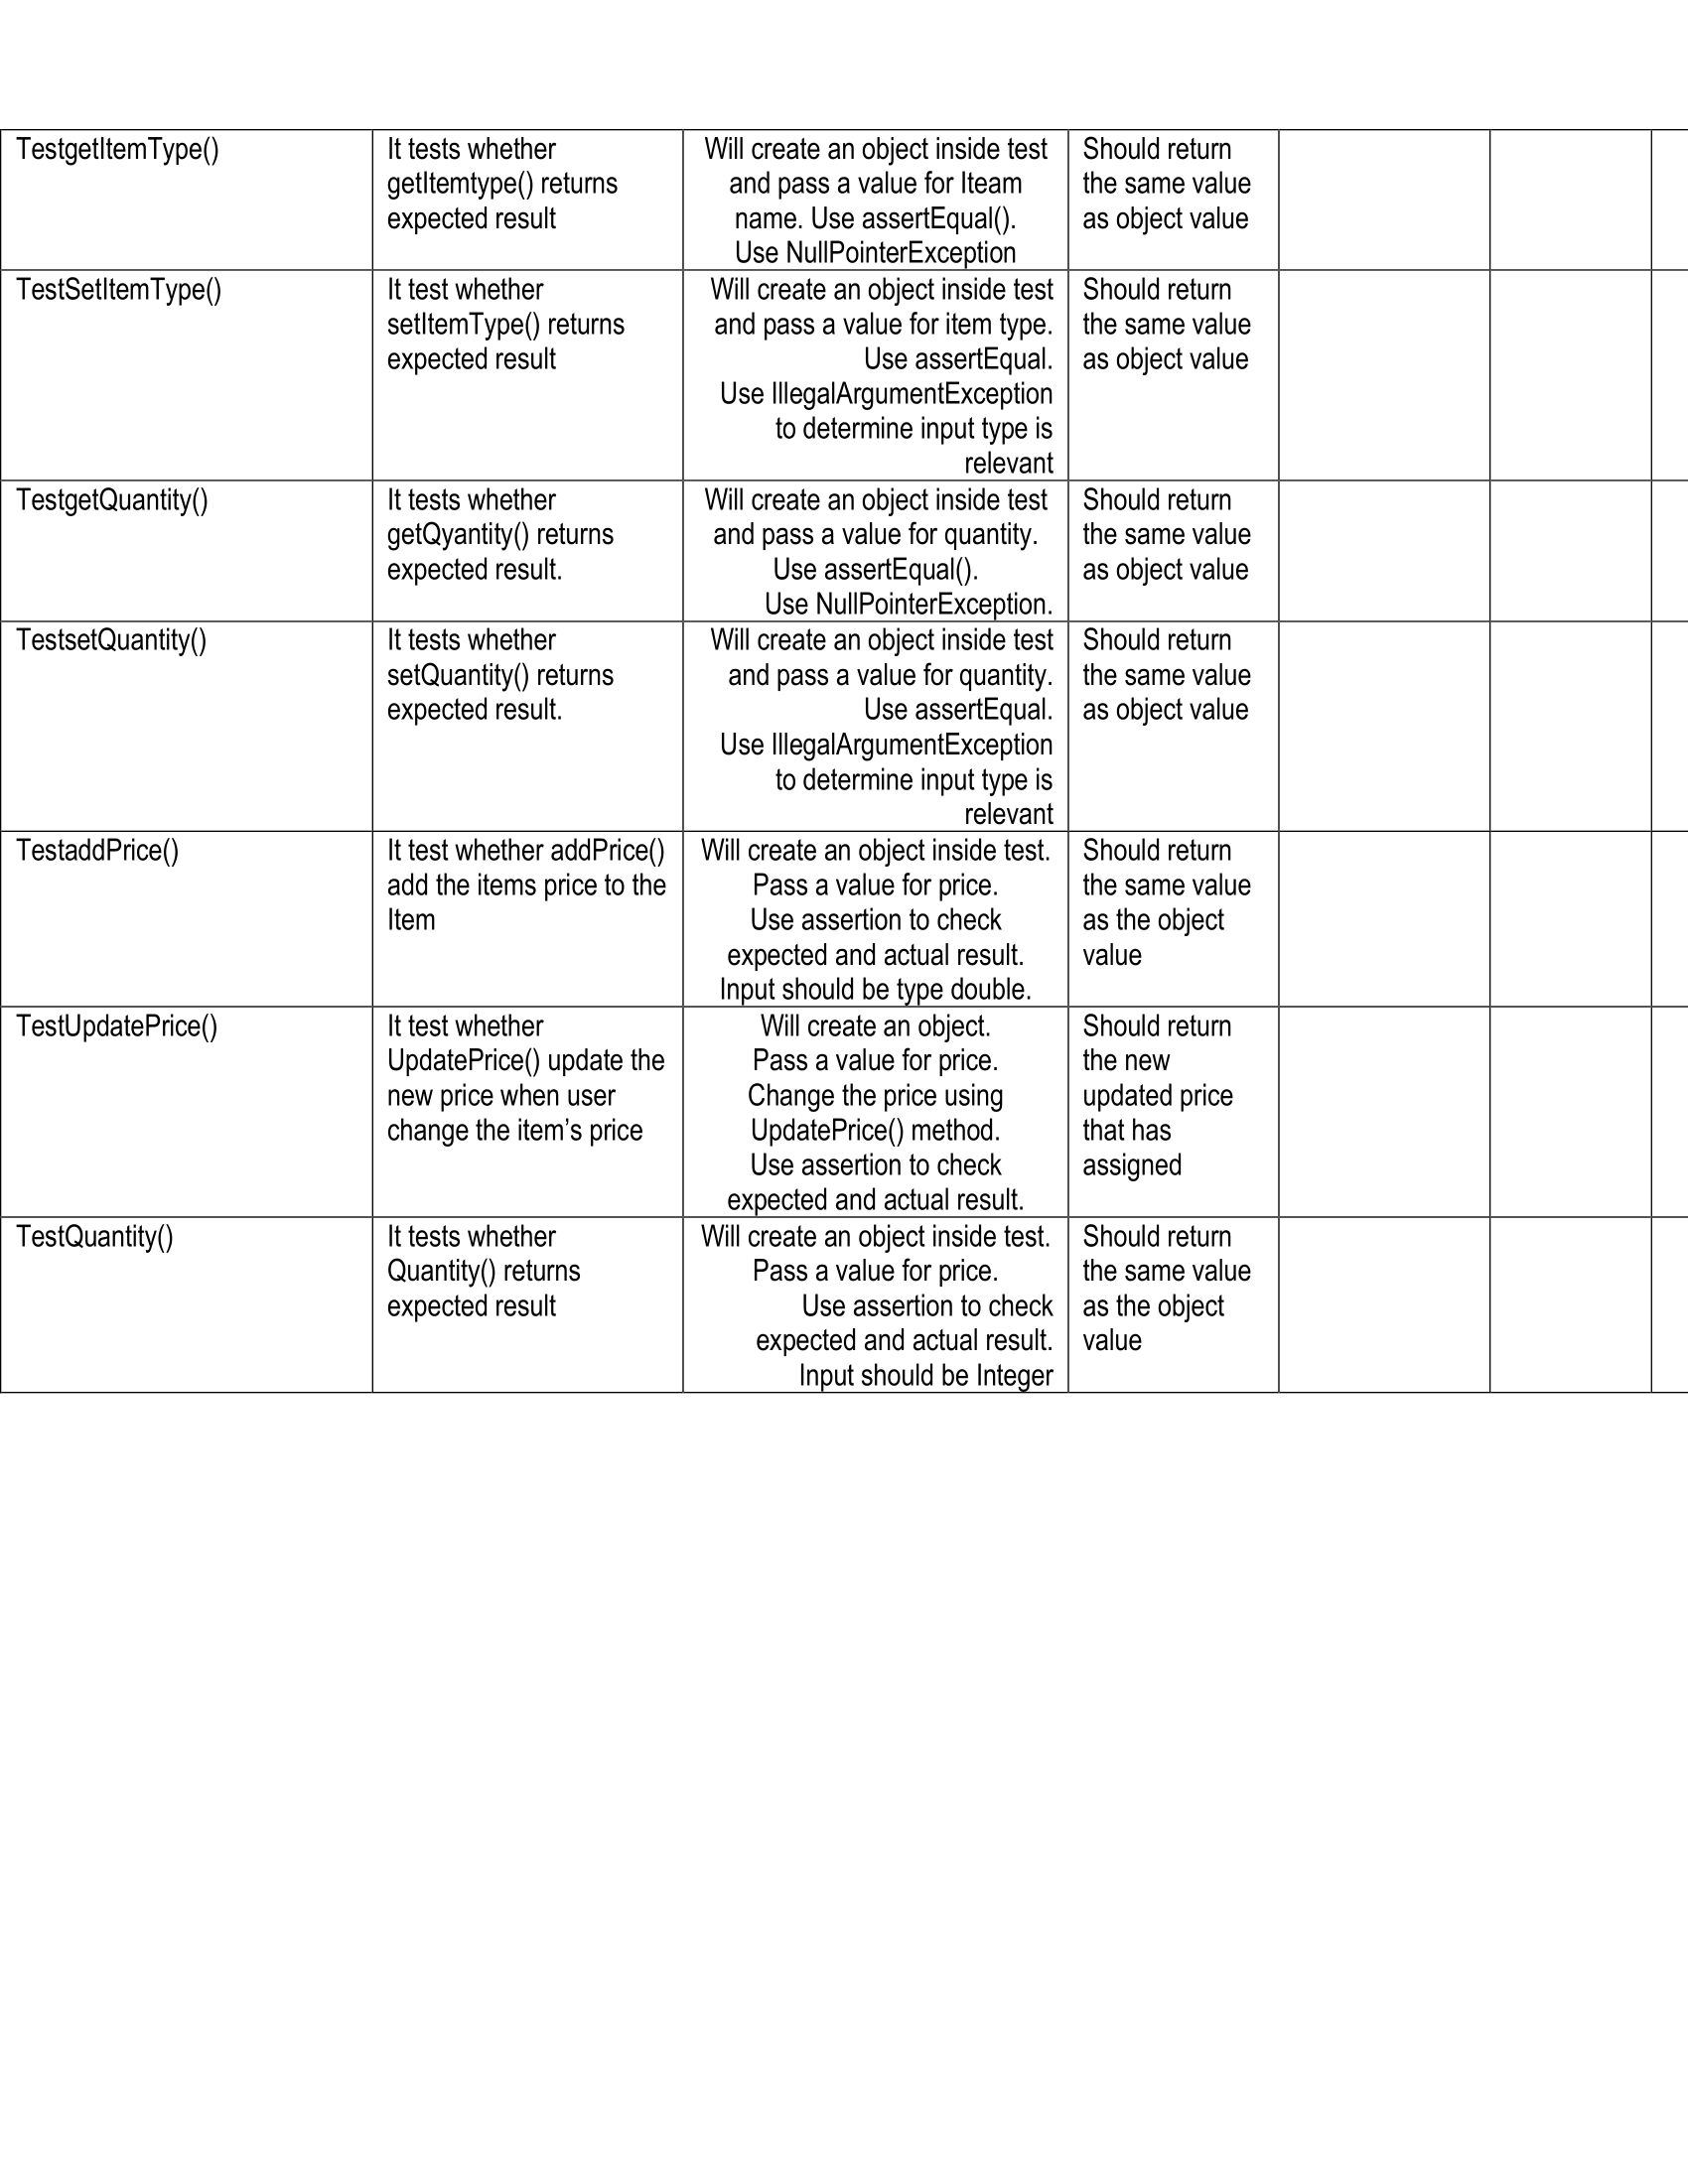 TestgetItemType()
It tests whether
getItemtype() returns
expected result
Will create an object inside test
and pass a value for Iteam
name. Use assertEqual().
Use NullPointerException
Should return
the same value
as object value
TestSetItemType()
It test whether
setItemType() returns
expected result
Will create an object inside test
and pass a value for item type.
Use assertEqual.
Use IllegalArgumentException
to determine input type is
relevant
Should return
the same value
as object value
TestgetQuantity()
It tests whether
getQyantity() returns
expected result.
Will create an object inside test
and pass a value for quantity.
Use assertEqual().
Use NullPointerException.
Should return
the same value
as object value
TestsetQuantity()
It tests whether
setQuantity() returns
expected result.
Will create an object inside test
and pass a value for quantity.
Use assertEqual.
Use IllegalArgumentException
to determine input type is
relevant
Should return
the same value
as object value
TestaddPrice()
It test whether addPrice()
add the items price to the
Item
Will create an object inside test.
Pass a value for price.
Use assertion to check
expected and actual result.
Input should be type double.
Should return
the same value
as the object
value
TestUpdatePrice()
It test whether
UpdatePrice() update the
new price when user
change the item’s price
Will create an object.
Pass a value for price.
Change the price using
UpdatePrice() method.
Use assertion to check
expected and actual result.
Should return
the new
updated price
that has
assigned
TestQuantity()
It tests whether
Quantity() returns
expected result
Will create an object inside test.
Pass a value for price.
Use assertion to check
expected and actual result.
Input should be Integer
Should return
the same value
as the object
value